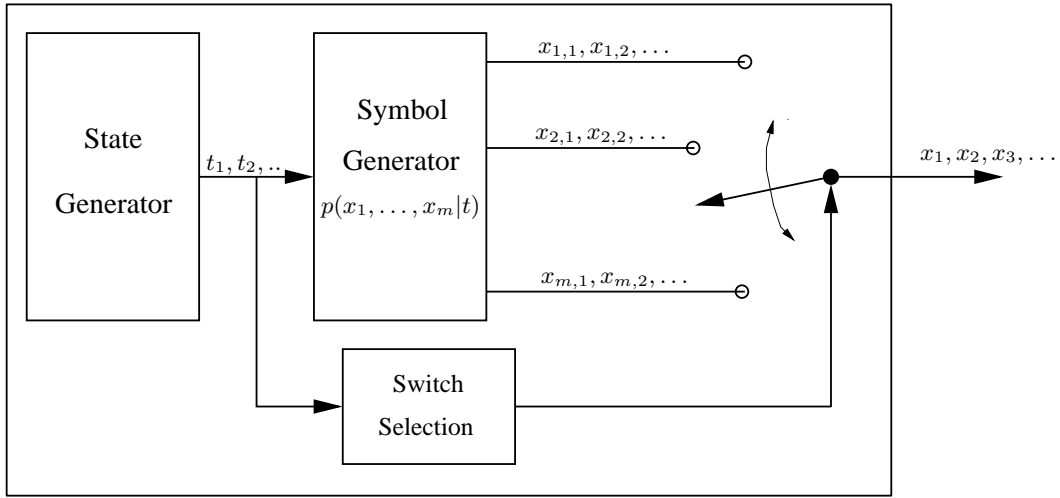 State
Generator
t_1, t_2, ..
Symbol
Generator
p(x_1, . . . , x_m|t)
x_{1,1}, x_{1,2}, . . .
x_{2,1}, x_{2,2}, . . .
x_{m,1}, x_{m,2}, . . .
x_1, x_2, x_3, . . .
Switch
Selection